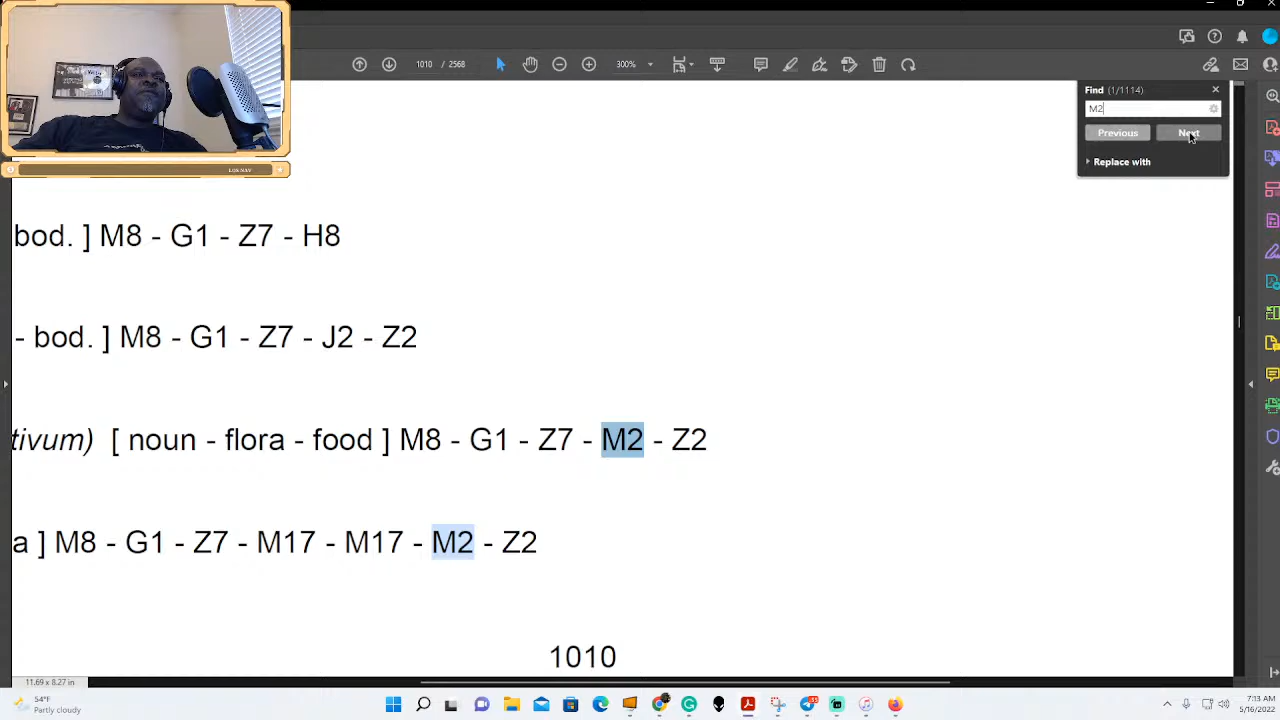 1010 / 2568
300%
Find (1/1114)
M2
Previous
Next
Replace with
bod. ] M8 - G1 - Z7 - H8
- bod. ] M8 - G1 - Z7 - J2 - Z2
tivum) [ noun - flora - food ] M8 - G1 - Z7 - M2 - Z2
a ] M8 - G1 - Z7 - M17 - M17 - M2 - Z2
1010
11.69 x 8.27 in
54°F
Partly cloudy
7:13 AM
5/16/2022